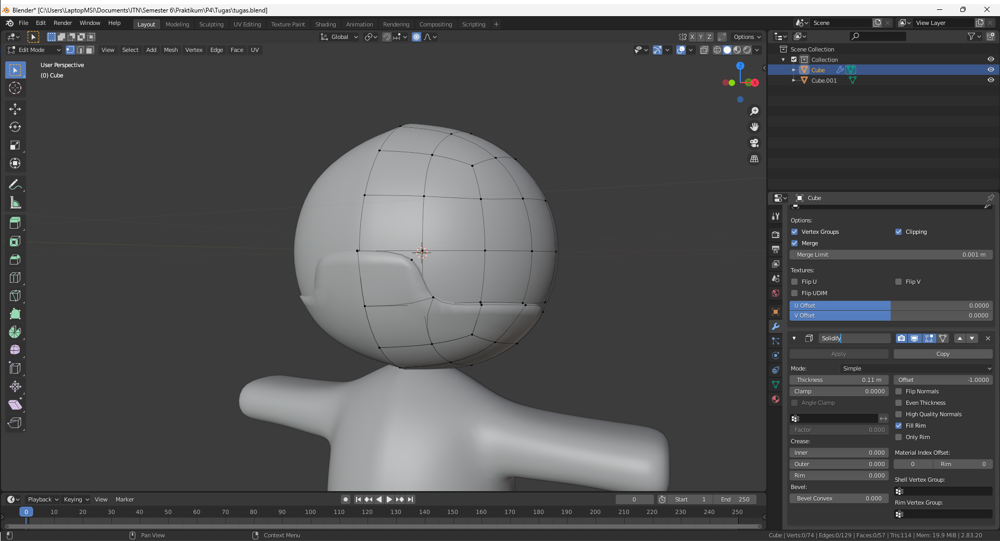 Blender* [C:\Users\LaptopMSI\Documents\ITN\Semester 6\Praktikum\P4\Tugas\tugas.blend]
File Edit Render Window Help Layout Modeling Sculpting UV Editing Texture Paint Shading Animation Rendering Compositing Scripting + Scene View Layer
Global X Y Z Options
Edit Mode View Select Add Mesh Vertex Edge Face UV
User Perspective
(0) Cube
Z
X
Scene Collection
Collection
Cube
Cube.001
Cube
Options:
Vertex Groups Clipping
Merge
Merge Limit 0.001 m
Textures:
Flip U Flip V
Flip UDIM
U Offset 0.0000
V Offset 0.0000
Solidify
Apply Copy
Mode: Simple
Thickness 0.11 m Offset -1.0000
Clamp 0.0000 Flip Normals
Angle Clamp Even Thickness
High Quality Normals
Factor 0.000 Fill Rim
Only Rim
Crease:
Inner 0.000 Material Index Offset:
Outer 0.000 0 Rim 0
Rim 0.000
Shell Vertex Group:
Bevel:
Bevel Convex 0.000
Rim Vertex Group:
Playback Keying View Marker 0 Start 1 End 250
0 10 20 30 40 50 60 70 80 90 100 110 120 130 140 150 160 170 180 190 200 210 220 230 240 250
Pan View Context Menu Cube | Verts:0/74 | Edges:0/129 | Faces:0/57 | Tris:114 | Mem: 19.9 MiB | 2.83.20